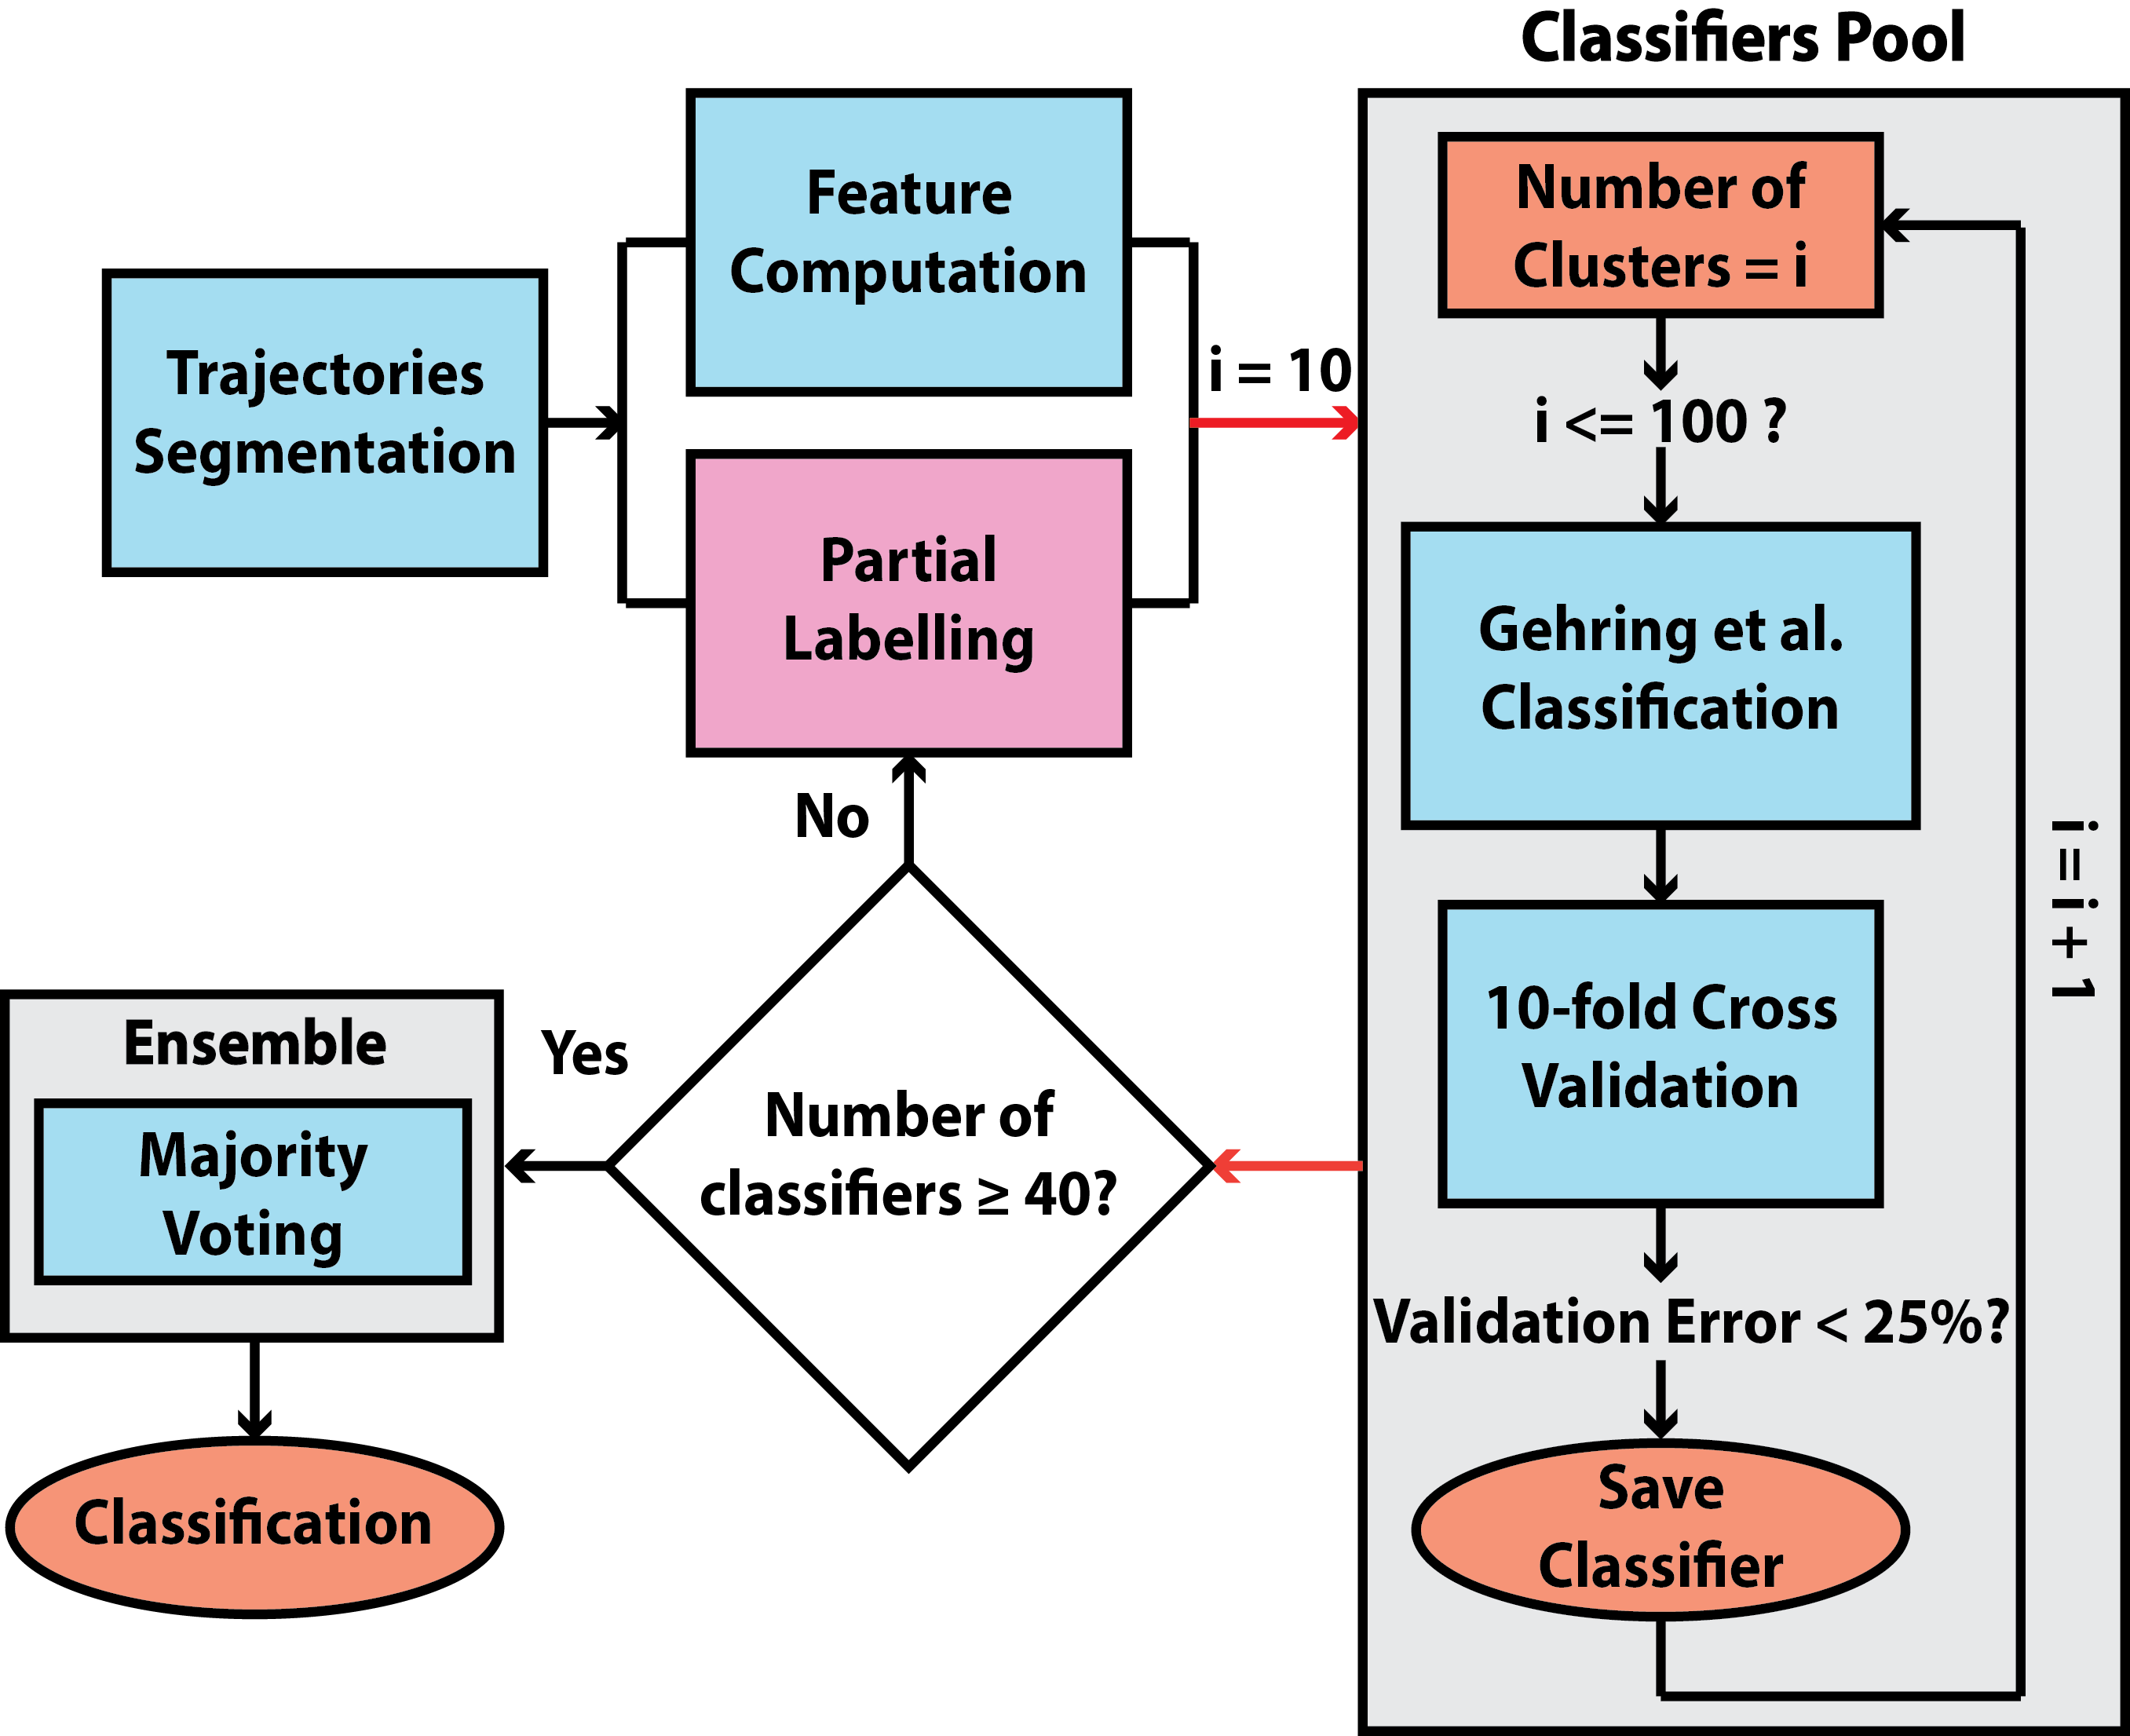 Classifiers Pool
Trajectories
Segmentation
Feature
Computation
Partial
Labelling
i = 10
Number of
Clusters = i
i <= 100 ?
Gehring et al.
Classification
10-fold Cross
Validation
Validation Error < 25%?
Save
Classifier
i = i + 1
Number of
classifiers ≥ 40?
No
Yes
Ensemble
Majority
Voting
Classification